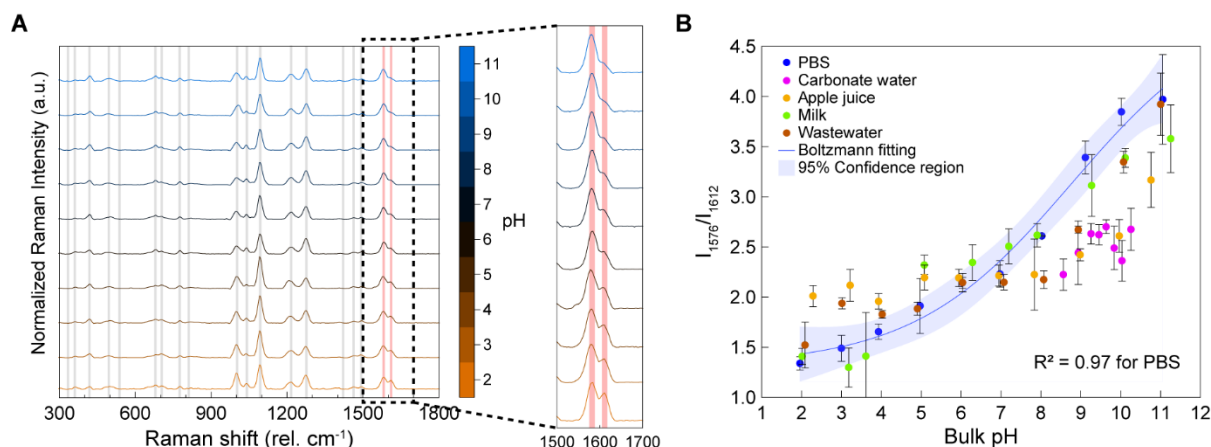 A
Normalized Raman Intensity (a.u.)
300 600 900 1200 1500 1800
Raman shift (rel. cm⁻¹)
11
10
9
8
7
6
5
4
3
2
pH
1500 1600 1700
B
I₁₅₇₆/I₁₆₁₂
4.5
4.0
3.5
3.0
2.5
2.0
1.5
1.0
PBS
Carbonate water
Apple juice
Milk
Wastewater
Boltzmann fitting
95% Confidence region
R² = 0.97 for PBS
1 2 3 4 5 6 7 8 9 10 11 12
Bulk pH